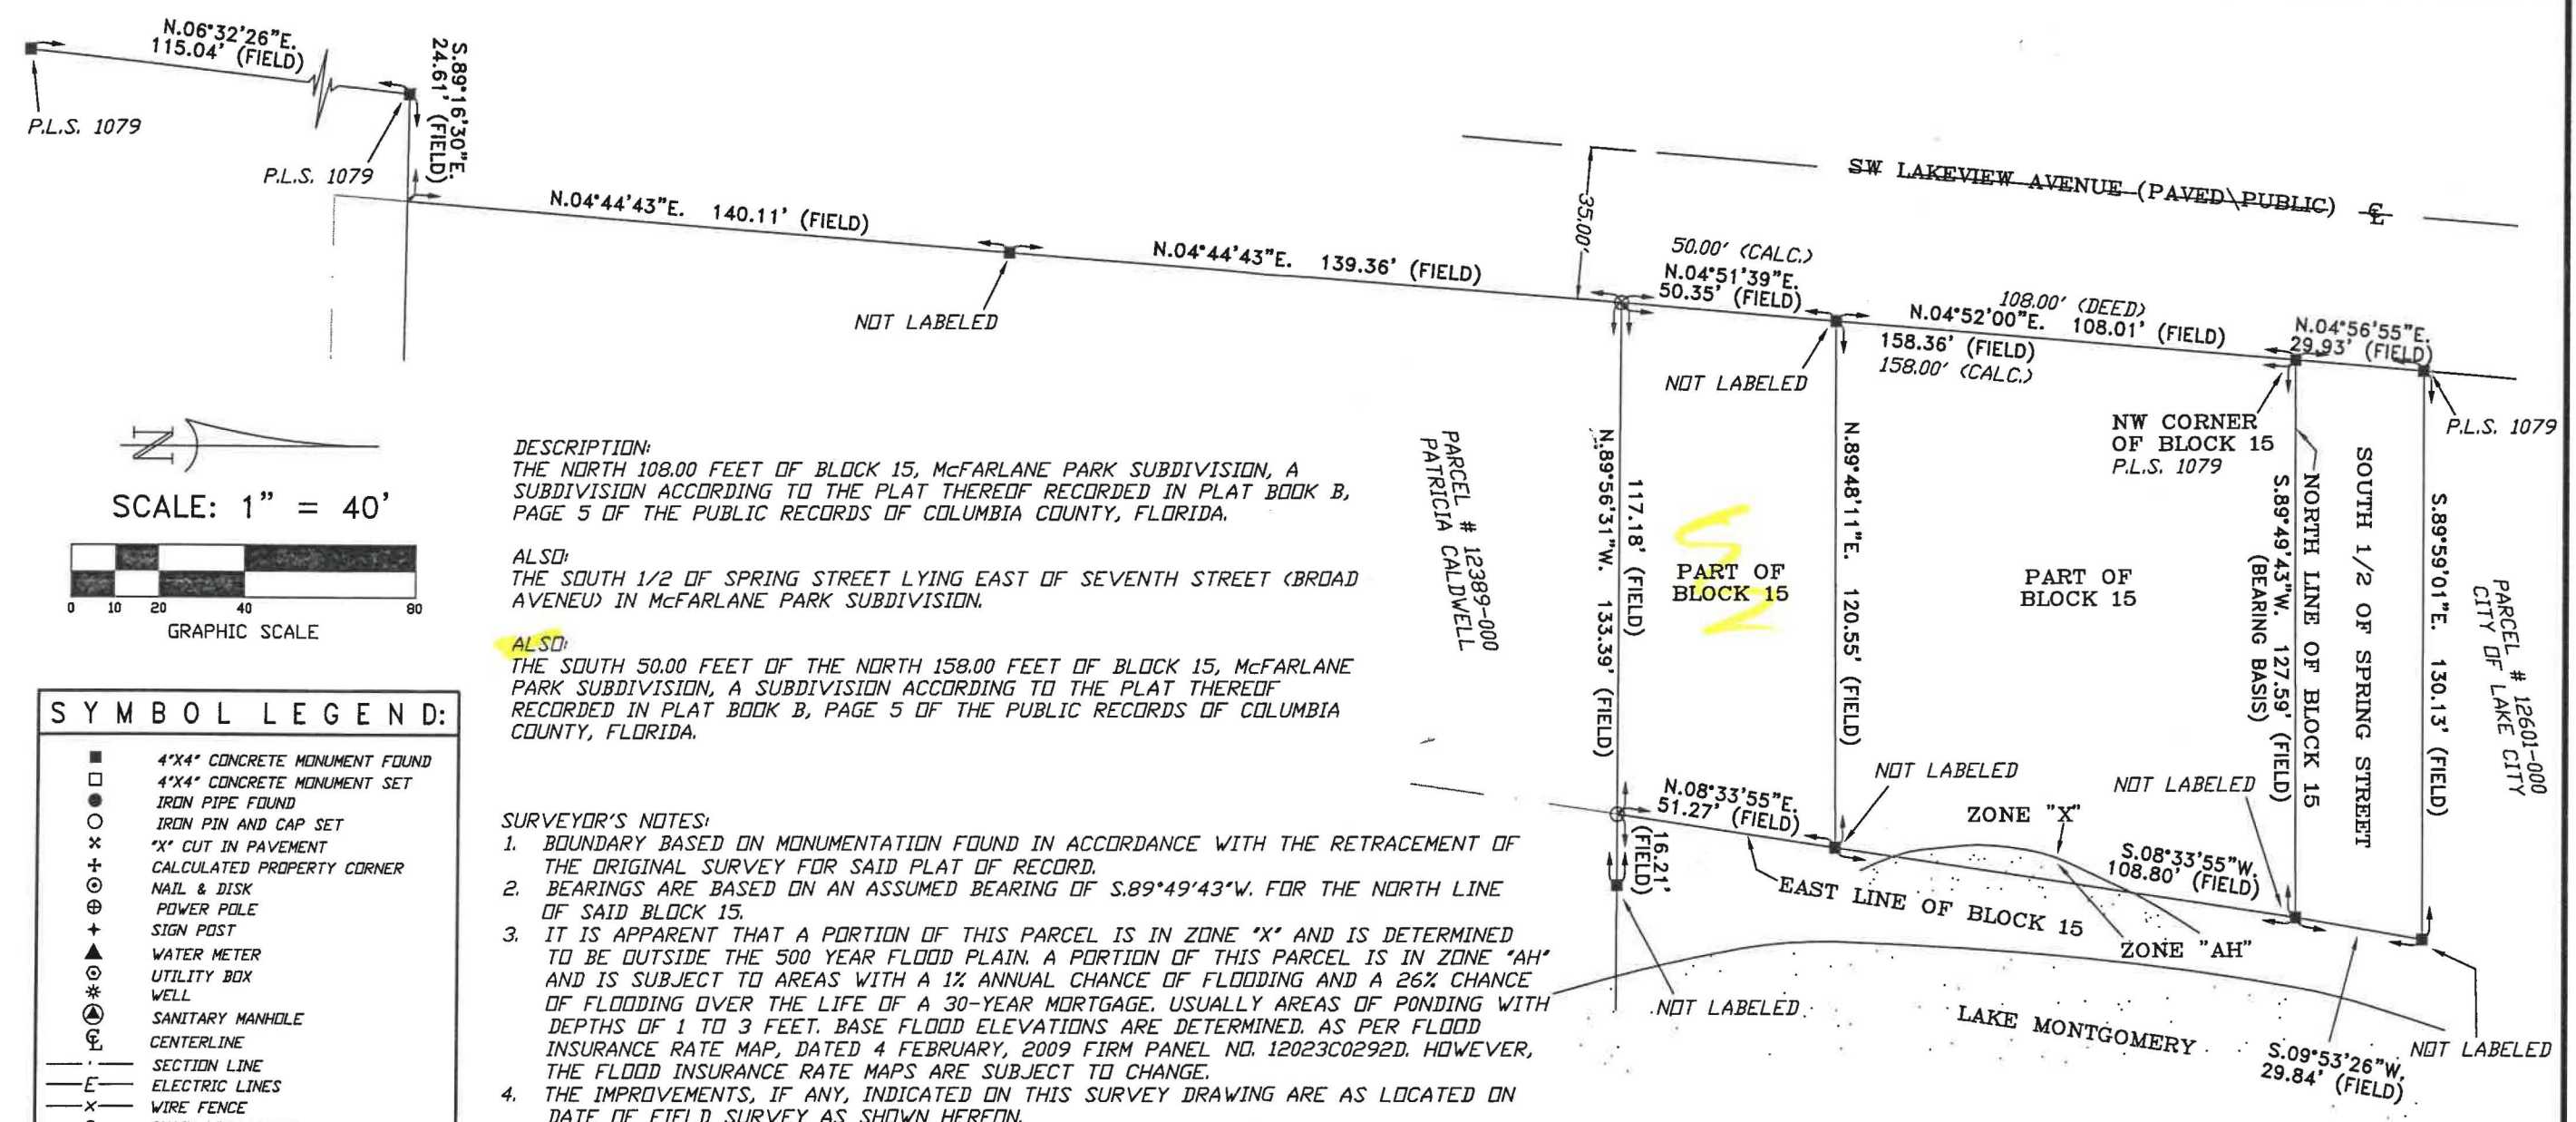 N.06°32'26"E.
115.04' (FIELD)
P.L.S. 1079
S.89°16'30"E.
24.61' (FIELD)
P.L.S. 1079
N.04°44'43"E. 140.11' (FIELD)
NOT LABELED
N.04°44'43"E. 139.36' (FIELD)
35.00'
SW LAKEVIEW AVENUE (PAVED\PUBLIC) ℄
50.00' (CALC.)
N.04°51'39"E.
50.35' (FIELD)
NOT LABELED
108.00' (DEED)
N.04°52'00"E. 108.01' (FIELD)
158.36' (FIELD)
158.00' (CALC.)
N.04°56'55"E.
29.93' (FIELD)
P.L.S. 1079
NW CORNER
OF BLOCK 15
P.L.S. 1079
N
SCALE: 1" = 40'
0 10 20 40 80
GRAPHIC SCALE
DESCRIPTION:
THE NORTH 108.00 FEET OF BLOCK 15, McFARLANE PARK SUBDIVISION, A
SUBDIVISION ACCORDING TO THE PLAT THEREOF RECORDED IN PLAT BOOK B,
PAGE 5 OF THE PUBLIC RECORDS OF COLUMBIA COUNTY, FLORIDA.
ALSO:
THE SOUTH 1/2 OF SPRING STREET LYING EAST OF SEVENTH STREET (BROAD
AVENEU) IN McFARLANE PARK SUBDIVISION.
ALSO:
THE SOUTH 50.00 FEET OF THE NORTH 158.00 FEET OF BLOCK 15, McFARLANE
PARK SUBDIVISION, A SUBDIVISION ACCORDING TO THE PLAT THEREOF
RECORDED IN PLAT BOOK B, PAGE 5 OF THE PUBLIC RECORDS OF COLUMBIA
COUNTY, FLORIDA.
PARCEL # 12389-000
PATRICIA CALDWELL
117.18' (FIELD)
N.89°56'31"W. 133.39' (FIELD)
PART OF
BLOCK 15
N.89°48'11"E. 120.55' (FIELD)
PART OF
BLOCK 15
NORTH LINE OF BLOCK 15
S.89°49'43"W. 127.59' (FIELD)
(BEARING BASIS)
SOUTH 1/2 OF SPRING STREET
S.89°59'01"E. 130.13' (FIELD)
PARCEL # 12601-000
CITY OF LAKE CITY
SYMBOL LEGEND:
4"X4" CONCRETE MONUMENT FOUND
4"X4" CONCRETE MONUMENT SET
IRON PIPE FOUND
IRON PIN AND CAP SET
"X" CUT IN PAVEMENT
CALCULATED PROPERTY CORNER
NAIL & DISK
POWER POLE
SIGN POST
WATER METER
UTILITY BOX
WELL
SANITARY MANHOLE
℄ CENTERLINE
SECTION LINE
E ELECTRIC LINES
x WIRE FENCE
SURVEYOR'S NOTES:
1. BOUNDARY BASED ON MONUMENTATION FOUND IN ACCORDANCE WITH THE RETRACEMENT OF
THE ORIGINAL SURVEY FOR SAID PLAT OF RECORD.
2. BEARINGS ARE BASED ON AN ASSUMED BEARING OF S.89°49'43"W. FOR THE NORTH LINE
OF SAID BLOCK 15.
3. IT IS APPARENT THAT A PORTION OF THIS PARCEL IS IN ZONE "X" AND IS DETERMINED
TO BE OUTSIDE THE 500 YEAR FLOOD PLAIN. A PORTION OF THIS PARCEL IS IN ZONE "AH"
AND IS SUBJECT TO AREAS WITH A 1% ANNUAL CHANCE OF FLOODING AND A 26% CHANCE
OF FLOODING OVER THE LIFE OF A 30-YEAR MORTGAGE. USUALLY AREAS OF PONDING WITH
DEPTHS OF 1 TO 3 FEET. BASE FLOOD ELEVATIONS ARE DETERMINED. AS PER FLOOD
INSURANCE RATE MAP, DATED 4 FEBRUARY, 2009 FIRM PANEL NO. 12023C0292D. HOWEVER,
THE FLOOD INSURANCE RATE MAPS ARE SUBJECT TO CHANGE.
4. THE IMPROVEMENTS, IF ANY, INDICATED ON THIS SURVEY DRAWING ARE AS LOCATED ON
DATE OF FIELD SURVEY AS SHOWN HEREON.
N.08°33'55"E.
51.27' (FIELD)
16.21'
(FIELD)
NOT LABELED
NOT LABELED
ZONE "X"
NOT LABELED
S.08°33'55"W.
108.80' (FIELD)
EAST LINE OF BLOCK 15
ZONE "AH"
LAKE MONTGOMERY
S.09°53'26"W.
29.84' (FIELD)
NOT LABELED